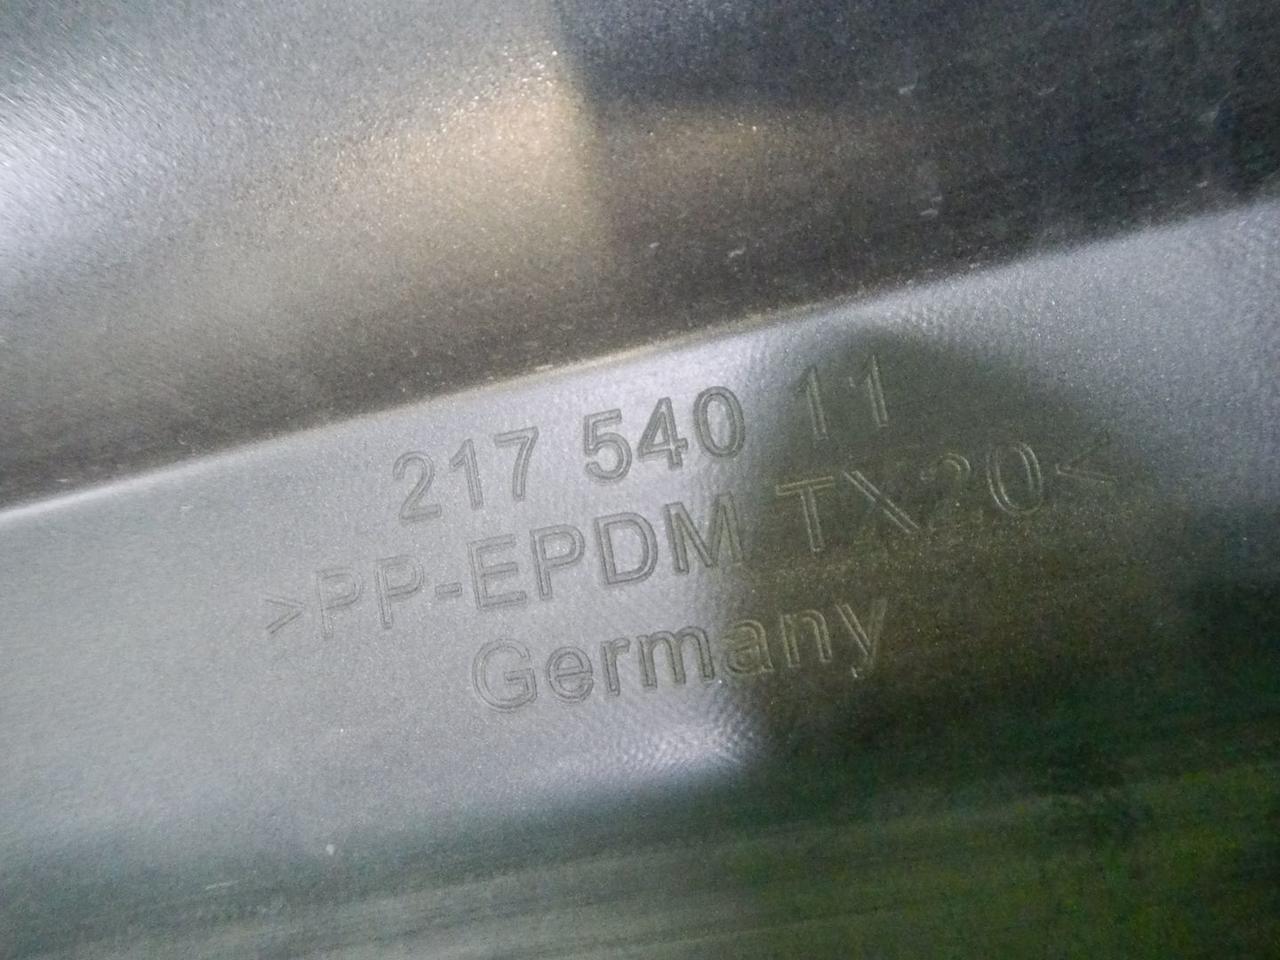 217 540 11
>PP-EPDM TX20<
Germany